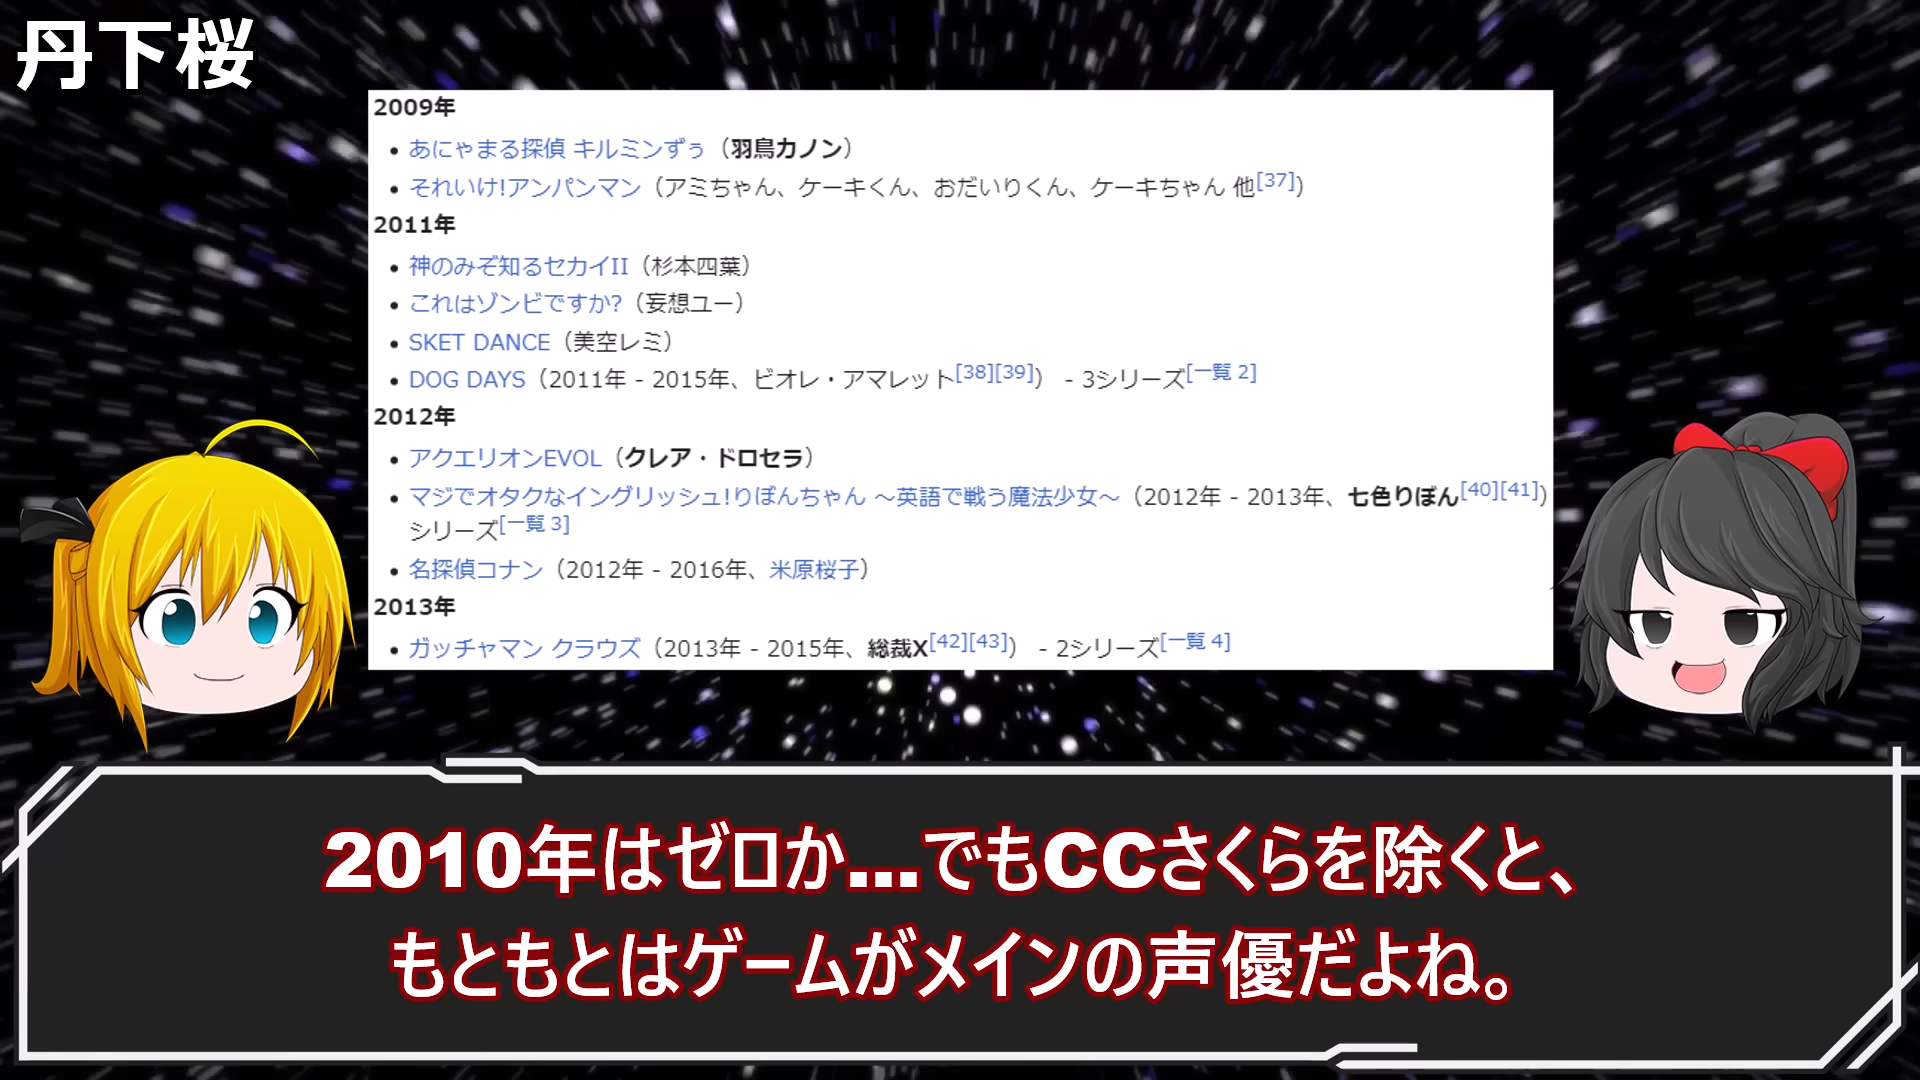 丹下桜
2009年
• あにゃまる探偵 キルミンずぅ（羽鳥カノン）
• それいけ!アンパンマン（アミちゃん、ケーキくん、おだいりくん、ケーキちゃん 他[37]）
2011年
• 神のみぞ知るセカイII（杉本四葉）
• これはゾンビですか?（妄想ユー）
• SKET DANCE（美空レミ）
• DOG DAYS（2011年 - 2015年、ビオレ・アマレット[38][39]） - 3シリーズ[一覧 2]
2012年
• アクエリオンEVOL（クレア・ドロセラ）
• マジでオタクなイングリッシュ!りぼんちゃん 〜英語で戦う魔法少女〜（2012年 - 2013年、七色りぼん[40][41]）
シリーズ[一覧 3]
• 名探偵コナン（2012年 - 2016年、米原桜子）
2013年
• ガッチャマン クラウズ（2013年 - 2015年、総裁X[42][43]） - 2シリーズ[一覧 4]
2010年はゼロか...でもCCさくらを除くと、
もともとはゲームがメインの声優だよね。